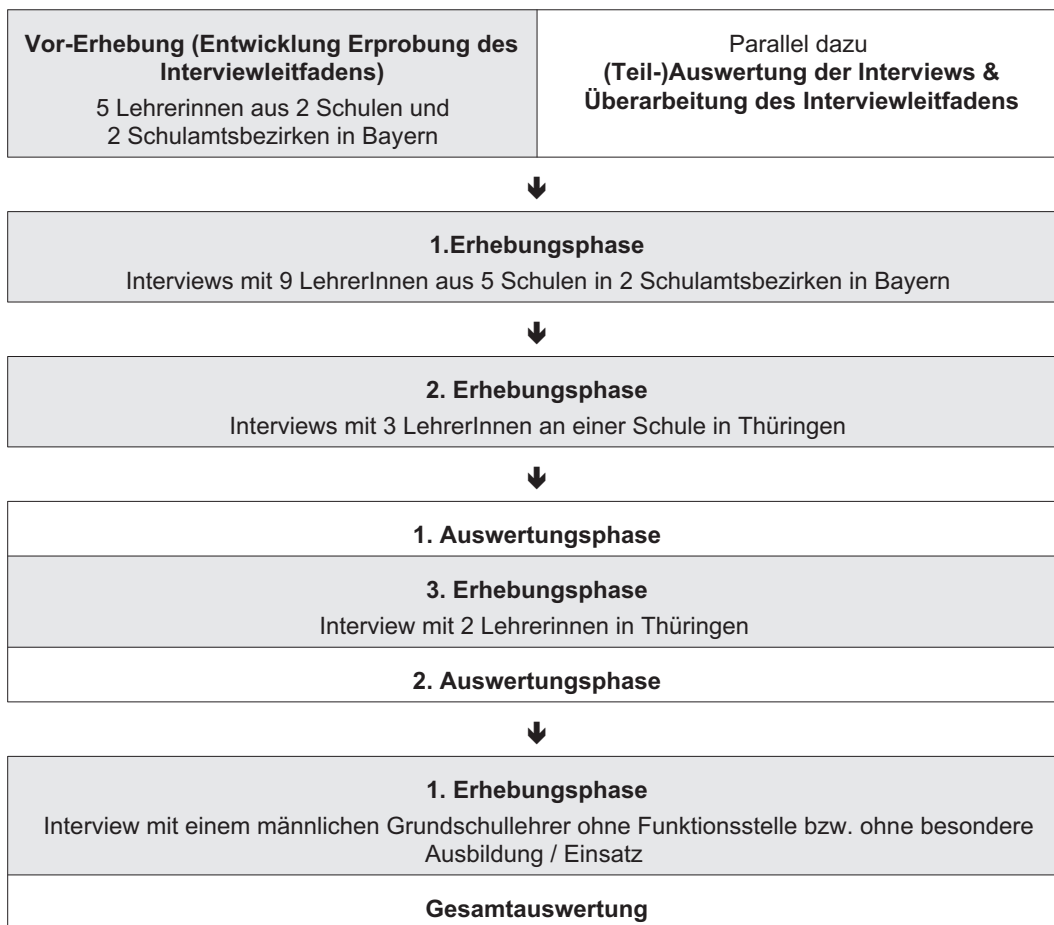 Vor-Erhebung (Entwicklung Erprobung des
Interviewleitfadens)
5 Lehrerinnen aus 2 Schulen und
2 Schulamtsbezirken in Bayern
Parallel dazu
(Teil-)Auswertung der Interviews &
Überarbeitung des Interviewleitfadens
1.Erhebungsphase
Interviews mit 9 LehrerInnen aus 5 Schulen in 2 Schulamtsbezirken in Bayern
2. Erhebungsphase
Interviews mit 3 LehrerInnen an einer Schule in Thüringen
1. Auswertungsphase
3. Erhebungsphase
Interview mit 2 Lehrerinnen in Thüringen
2. Auswertungsphase
1. Erhebungsphase
Interview mit einem männlichen Grundschullehrer ohne Funktionsstelle bzw. ohne besondere
Ausbildung / Einsatz
Gesamtauswertung